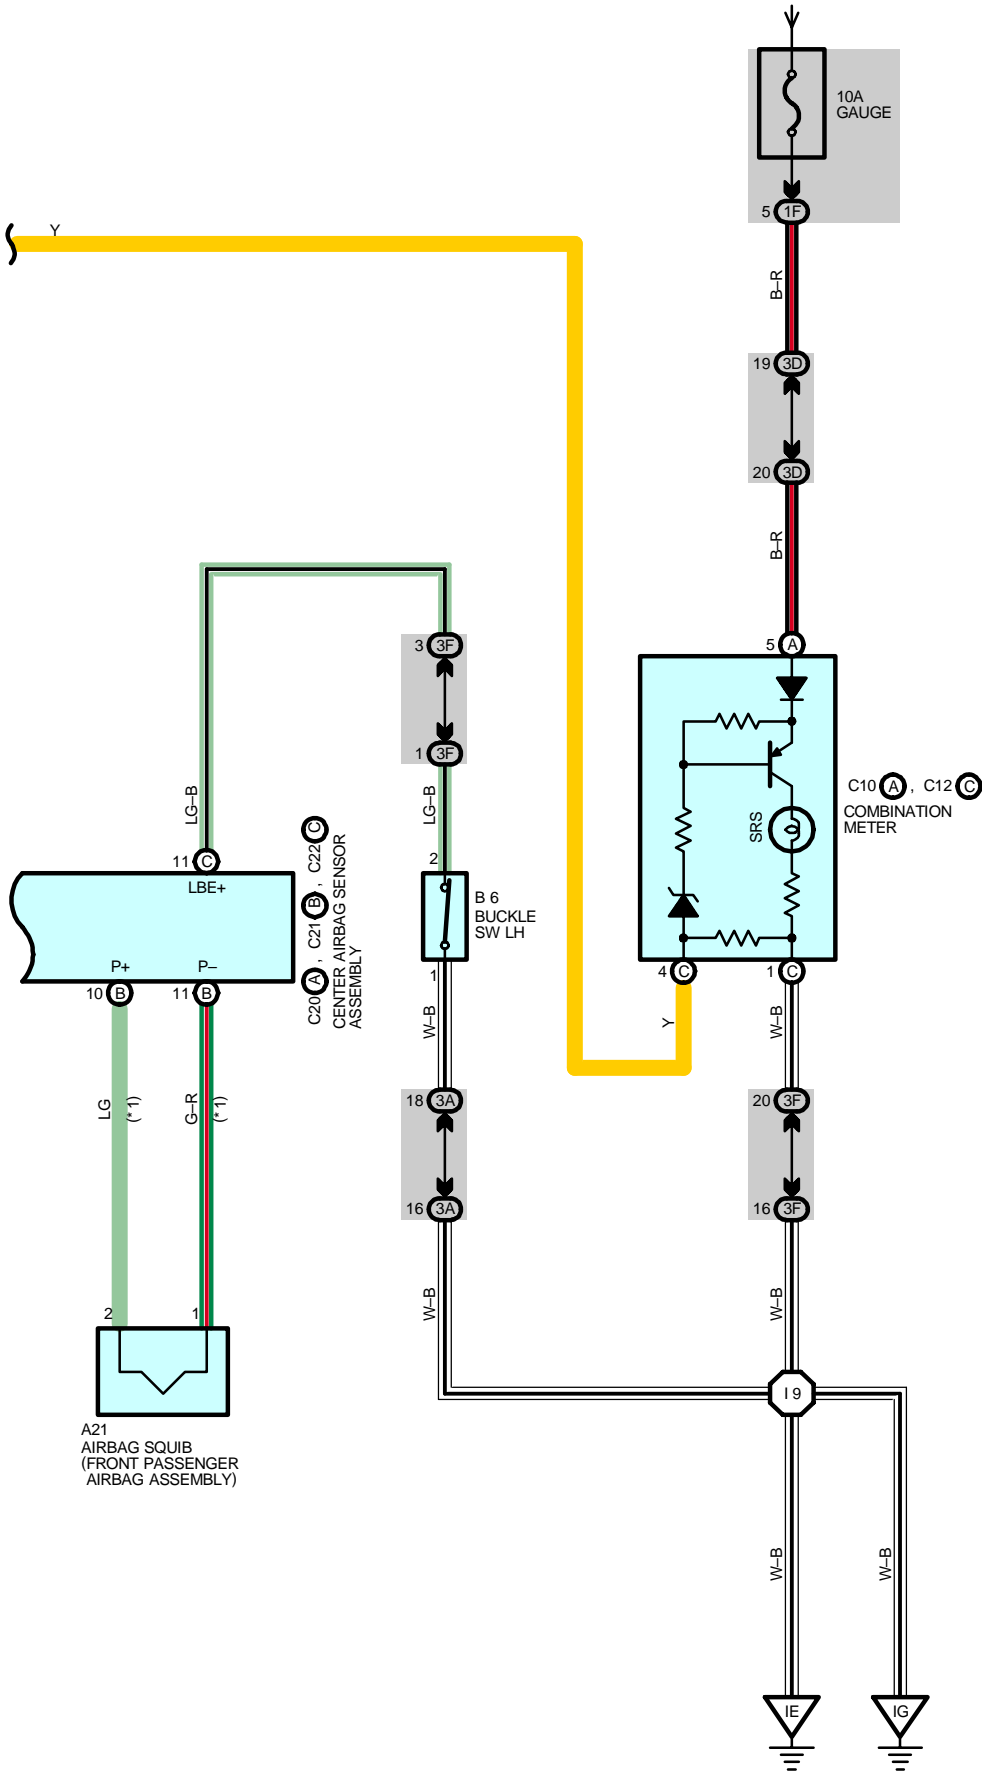 10A
GAUGE
5 1F
Y
B–R
19 3D
20 3D
B–R
3 3F
5 A
1 3F
LG–B
LG–B
SRS
C10 A , C12 C
COMBINATION
METER
11 C
LBE+
2
B 6
BUCKLE
SW LH
C20 A , C21 B , C22 C
CENTER AIRBAG SENSOR
ASSEMBLY
P+
P–
10 B
11 B
1
4 C
1 C
W–B
Y
W–B
LG
(* 1)
G–R
(* 1)
18 3A
20 3F
16 3A
16 3F
W–B
W–B
2
1
I 9
A21
AIRBAG SQUIB
(FRONT PASSENGER
AIRBAG ASSEMBLY)
W–B
W–B
IE
IG